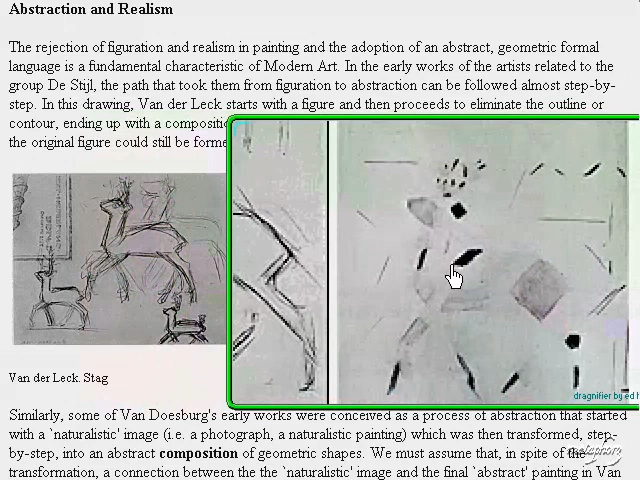 Abstraction and Realism
The rejection of figuration and realism in painting and the adoption of an abstract, geometric formal
language is a fundamental characteristic of Modern Art. In the early works of the artists related to the
group De Stijl, the path that took them from figuration to abstraction can be followed almost step-by-
step. In this drawing, Van der Leck starts with a figure and then proceeds to eliminate the outline or
contour, ending up with a
the original figure could still be
dragnifier by ed
Van der Leck. Stag
Similarly, some of Van Doesburg's early works were conceived as a process of abstraction that started
with a `naturalistic' image (i.e. a photograph, a naturalistic painting) which was then transformed, step-
by-step, into an abstract composition of geometric shapes. We must assume that, in spite of the
transformation, a connection between the the `naturalistic' image and the final `abstract' painting in Van